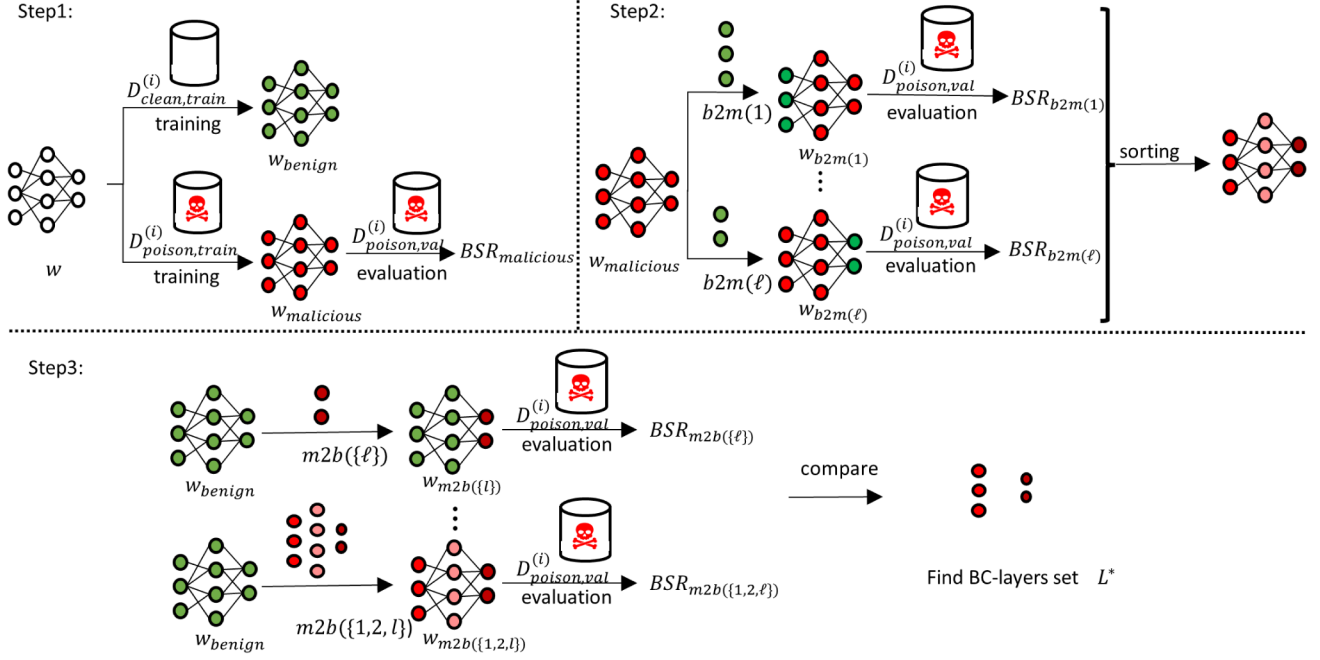 Step1:
D^{(i)}_{clean,train}
training
w_{benign}
w
D^{(i)}_{poison,train}
training
w_{malicious}
D^{(i)}_{poison,val}
evaluation
BSR_{malicious}
Step2:
w_{malicious}
b2m(1)
w_{b2m(1)}
D^{(i)}_{poison,val}
evaluation
BSR_{b2m(1)}
⋮
b2m(ℓ)
w_{b2m(ℓ)}
D^{(i)}_{poison,val}
evaluation
BSR_{b2m(ℓ)}
sorting
Step3:
w_{benign}
m2b({ℓ})
w_{m2b({l})}
D^{(i)}_{poison,val}
evaluation
BSR_{m2b({ℓ})}
⋮
w_{benign}
m2b({1,2,l})
w_{m2b({1,2,l})}
D^{(i)}_{poison,val}
evaluation
BSR_{m2b({1,2,ℓ})}
compare
Find BC-layers set L^*